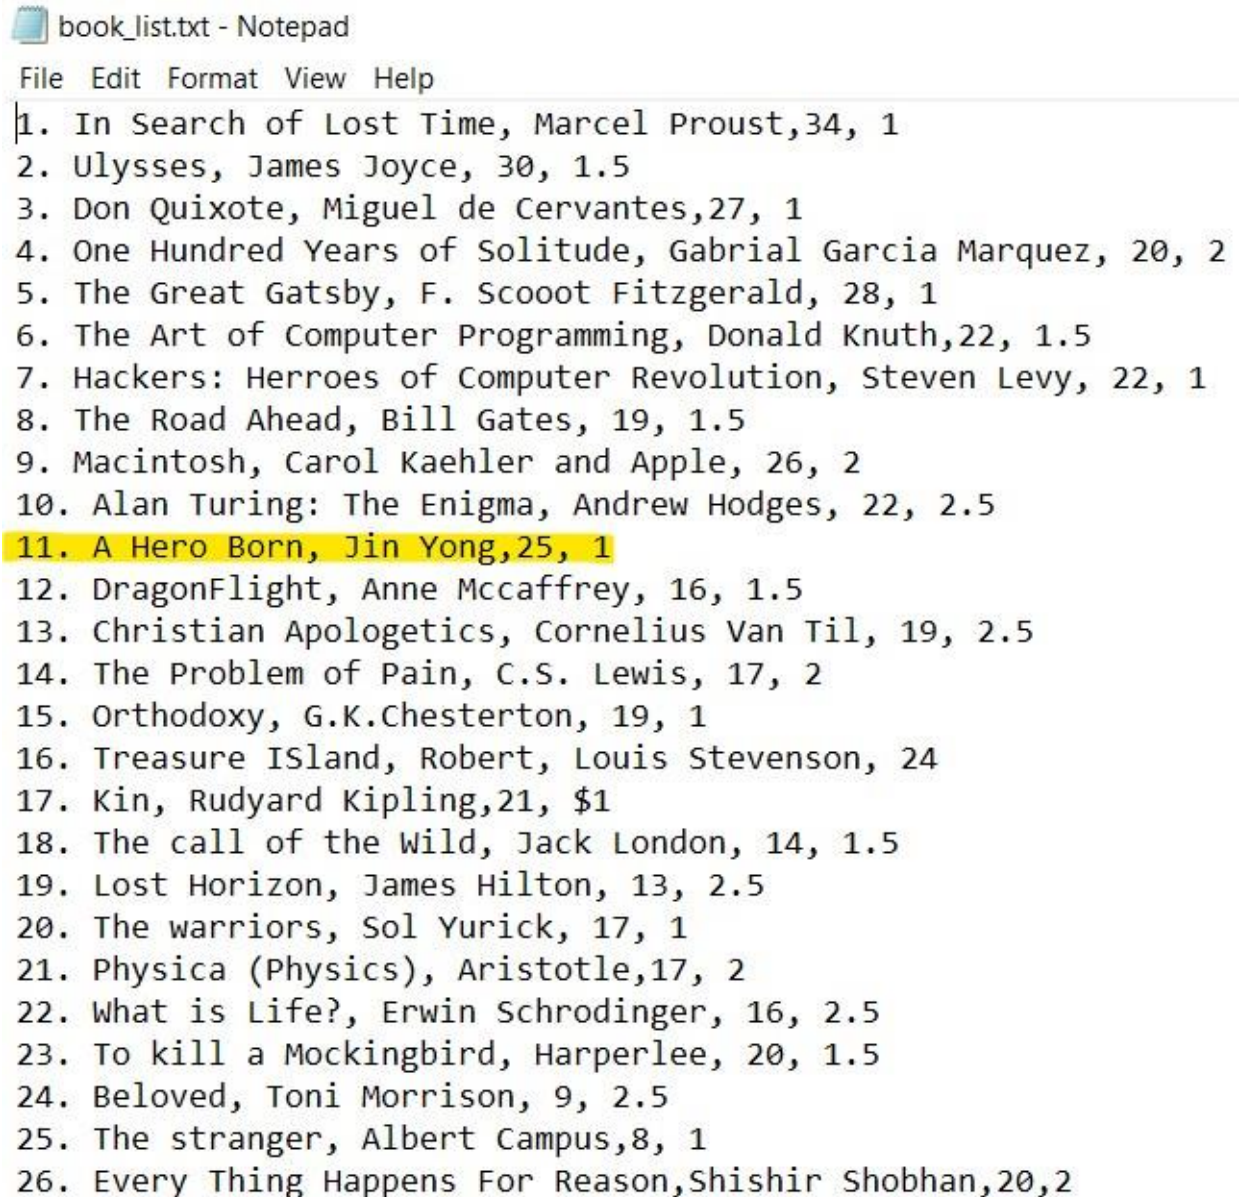 book_list.txt - Notepad
File Edit Format View Help
1. In Search of Lost Time, Marcel Proust,34, 1
2. Ulysses, James Joyce, 30, 1.5
3. Don Quixote, Miguel de Cervantes,27, 1
4. One Hundred Years of Solitude, Gabrial Garcia Marquez, 20, 2
5. The Great Gatsby, F. Scooot Fitzgerald, 28, 1
6. The Art of Computer Programming, Donald Knuth,22, 1.5
7. Hackers: Herroes of Computer Revolution, Steven Levy, 22, 1
8. The Road Ahead, Bill Gates, 19, 1.5
9. Macintosh, Carol Kaehler and Apple, 26, 2
10. Alan Turing: The Enigma, Andrew Hodges, 22, 2.5
11. A Hero Born, Jin Yong,25, 1
12. DragonFlight, Anne Mccaffrey, 16, 1.5
13. Christian Apologetics, Cornelius Van Til, 19, 2.5
14. The Problem of Pain, C.S. Lewis, 17, 2
15. Orthodoxy, G.K.Chesterton, 19, 1
16. Treasure ISland, Robert, Louis Stevenson, 24
17. Kin, Rudyard Kipling,21, $1
18. The call of the Wild, Jack London, 14, 1.5
19. Lost Horizon, James Hilton, 13, 2.5
20. The warriors, Sol Yurick, 17, 1
21. Physica (Physics), Aristotle,17, 2
22. What is Life?, Erwin Schrodinger, 16, 2.5
23. To kill a Mockingbird, Harperlee, 20, 1.5
24. Beloved, Toni Morrison, 9, 2.5
25. The stranger, Albert Campus,8, 1
26. Every Thing Happens For Reason,Shishir Shobhan,20,2